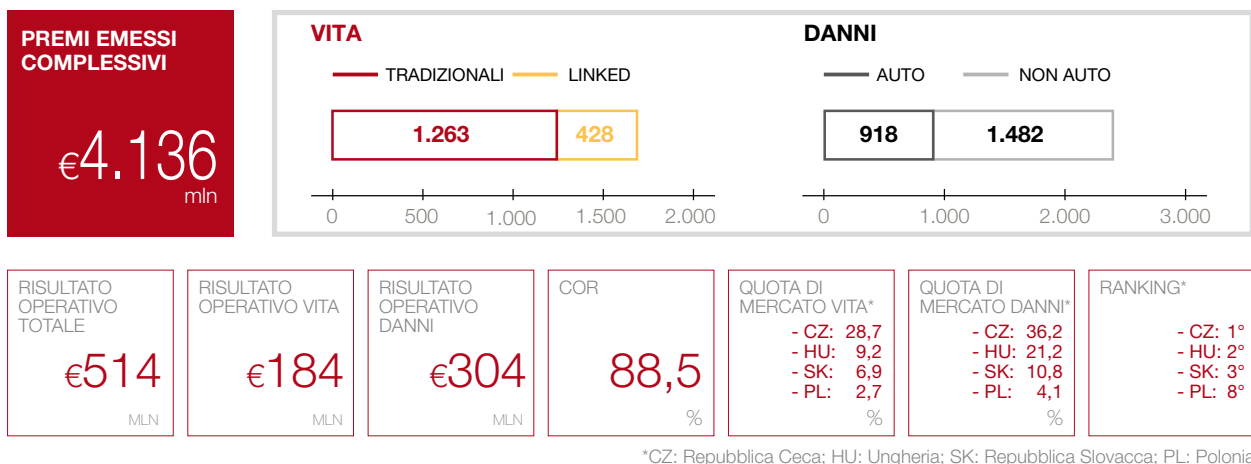 PREMI EMESSI
COMPLESSIVI
€4.136
mln
VITA
TRADIZIONALI
LINKED
1.263
428
0
500
1.000
1.500
2.000
DANNI
AUTO
NON AUTO
918
1.482
0
1.000
2.000
3.000
RISULTATO
OPERATIVO
TOTALE
€514
MLN
RISULTATO
OPERATIVO VITA
€184
MLN
RISULTATO
OPERATIVO
DANNI
€304
MLN
COR
88,5
%
QUOTA DI
MERCATO VITA*
- CZ: 28,7
- HU: 9,2
- SK: 6,9
- PL: 2,7
%
QUOTA DI
MERCATO DANNI*
- CZ: 36,2
- HU: 21,2
- SK: 10,8
- PL: 4,1
%
RANKING*
- CZ: 1°
- HU: 2°
- SK: 3°
- PL: 8°
*CZ: Repubblica Ceca; HU: Ungheria; SK: Repubblica Slovacca; PL: Polonia